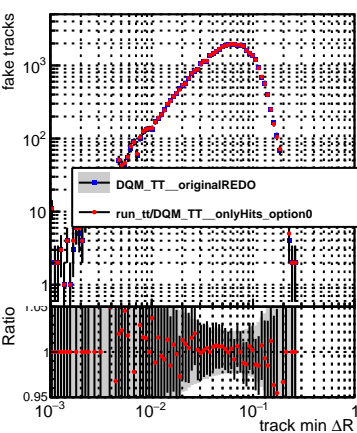 fake tracks
10³
10²
10
1
DQM_TT__originalREDO
run_tt/DQM_TT__onlyHits_option0
Ratio
1.05
1
0.95
10⁻³ 10⁻² 10⁻¹ 1
track min ΔR